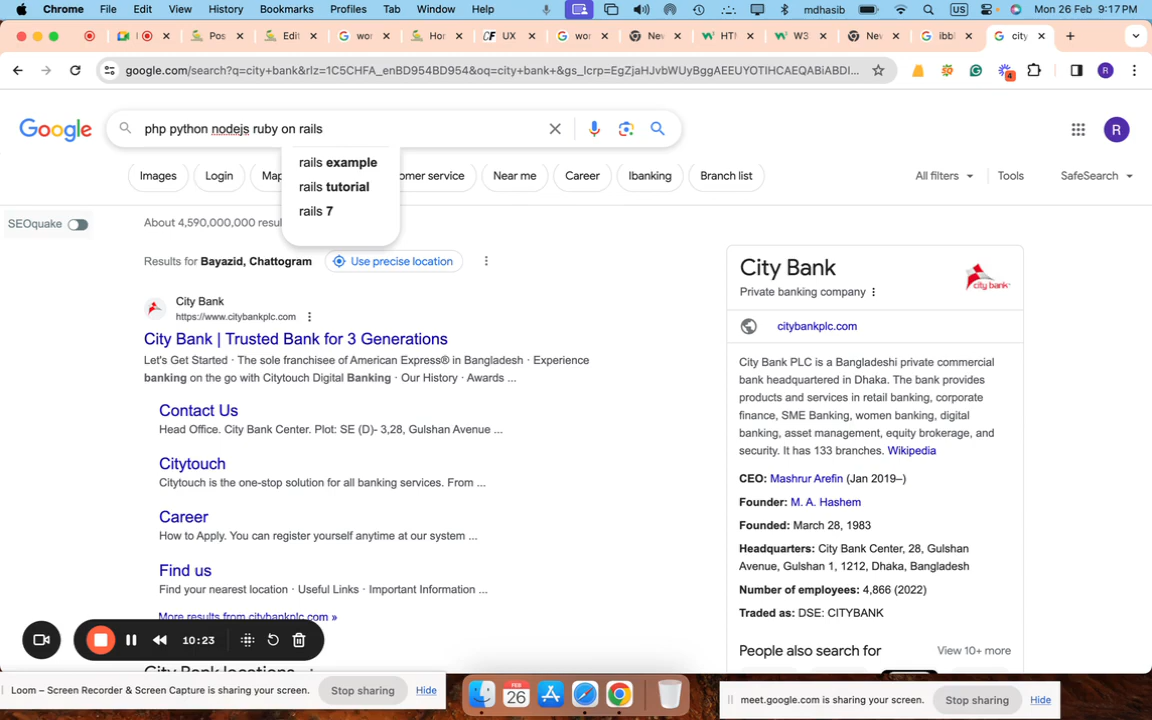 Chrome File Edit View History Bookmarks Profiles Tab Window Help mdhasib US Mon 26 Feb 9:17 PM
Pos Edit wor Hor UX wor Nev HTM W3 Nev ibbl city
google.com/search?q=city+bank&rlz=1C5CHFA_enBD954BD954&oq=city+bank+&gs_lcrp=EgZjaHJvbWUyBggAEEUYOTIHCAEQABiABDI... 4 R
Google php python nodejs ruby on rails R
rails example
rails tutorial
rails 7
Images Login Map omer service Near me Career Ibanking Branch list All filters Tools SafeSearch
SEOquake About 4,590,000,000 resul
Results for Bayazid, Chattogram Use precise location
City Bank
https://www.citybankplc.com
City Bank | Trusted Bank for 3 Generations
Let's Get Started · The sole franchisee of American Express® in Bangladesh · Experience
banking on the go with Citytouch Digital Banking · Our History · Awards ...
Contact Us
Head Office. City Bank Center. Plot: SE (D)- 3,28, Gulshan Avenue ...
Citytouch
Citytouch is the one-stop solution for all banking services. From ...
Career
How to Apply. You can register yourself anytime at our system ...
Find us
Find your nearest location · Useful Links · Important Information ...
More results from citybankplc.com »
City Bank locations
City Bank
Private banking company
city bank
citybankplc.com
City Bank PLC is a Bangladeshi private commercial
bank headquartered in Dhaka. The bank provides
products and services in retail banking, corporate
finance, SME Banking, women banking, digital
banking, asset management, equity brokerage, and
security. It has 133 branches. Wikipedia
CEO: Mashrur Arefin (Jan 2019–)
Founder: M. A. Hashem
Founded: March 28, 1983
Headquarters: City Bank Center, 28, Gulshan
Avenue, Gulshan 1, 1212, Dhaka, Bangladesh
Number of employees: 4,866 (2022)
Traded as: DSE: CITYBANK
People also search for View 10+ more
10:23
Loom – Screen Recorder & Screen Capture is sharing your screen. Stop sharing Hide
FEB
26
meet.google.com is sharing your screen. Stop sharing Hide